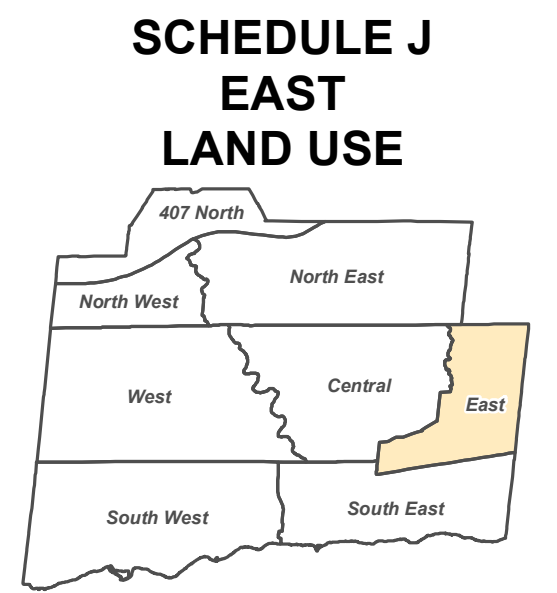 SCHEDULE J
EAST
LAND USE
407 North
North East
North West
West
Central
East
South West
South East